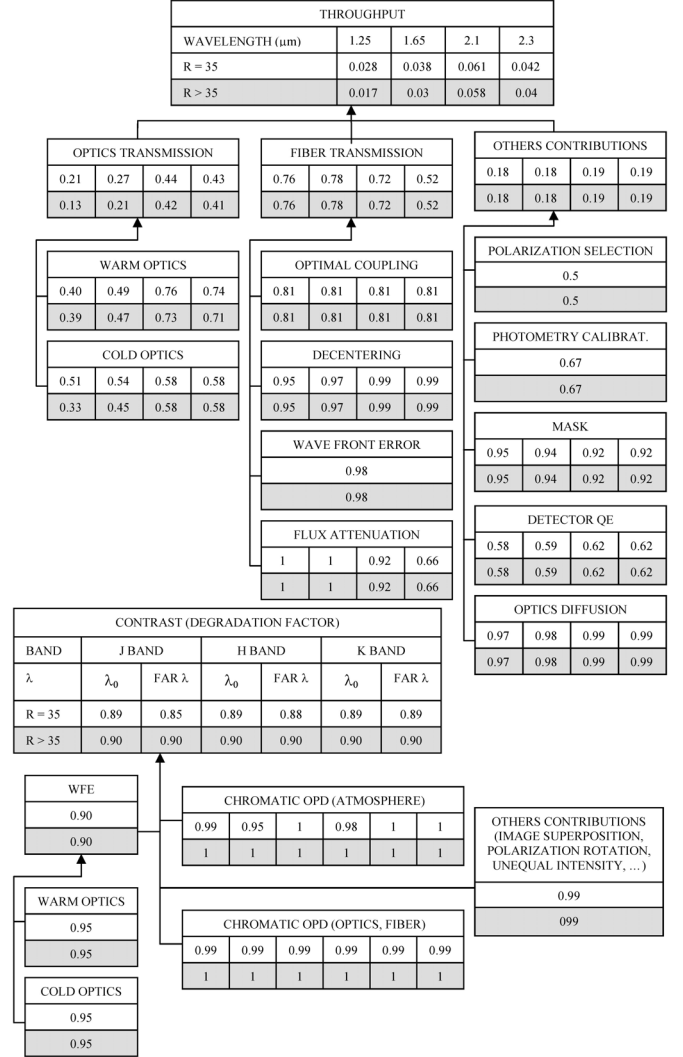 THROUGHPUT
WAVELENGTH (μm) 1.25 1.65 2.1 2.3
R = 35 0.028 0.038 0.061 0.042
R > 35 0.017 0.03 0.058 0.04
OPTICS TRANSMISSION
0.21 0.27 0.44 0.43
0.13 0.21 0.42 0.41
FIBER TRANSMISSION
0.76 0.78 0.72 0.52
0.76 0.78 0.72 0.52
OTHERS CONTRIBUTIONS
0.18 0.18 0.19 0.19
0.18 0.18 0.19 0.19
WARM OPTICS
0.40 0.49 0.76 0.74
0.39 0.47 0.73 0.71
COLD OPTICS
0.51 0.54 0.58 0.58
0.33 0.45 0.58 0.58
OPTIMAL COUPLING
0.81 0.81 0.81 0.81
0.81 0.81 0.81 0.81
DECENTERING
0.95 0.97 0.99 0.99
0.95 0.97 0.99 0.99
WAVE FRONT ERROR
0.98
0.98
FLUX ATTENUATION
1 1 0.92 0.66
1 1 0.92 0.66
POLARIZATION SELECTION
0.5
0.5
PHOTOMETRY CALIBRAT.
0.67
0.67
MASK
0.95 0.94 0.92 0.92
0.95 0.94 0.92 0.92
DETECTOR QE
0.58 0.59 0.62 0.62
0.58 0.59 0.62 0.62
OPTICS DIFFUSION
0.97 0.98 0.99 0.99
0.97 0.98 0.99 0.99
CONTRAST (DEGRADATION FACTOR)
BAND J BAND H BAND K BAND
λ λ0 FAR λ λ0 FAR λ λ0 FAR λ
R = 35 0.89 0.85 0.89 0.88 0.89 0.89
R > 35 0.90 0.90 0.90 0.90 0.90 0.90
WFE
0.90
0.90
WARM OPTICS
0.95
0.95
COLD OPTICS
0.95
0.95
CHROMATIC OPD (ATMOSPHERE)
0.99 0.95 1 0.98 1 1
1 1 1 1 1 1
CHROMATIC OPD (OPTICS, FIBER)
0.99 0.99 0.99 0.99 0.99 0.99
1 1 1 1 1 1
OTHERS CONTRIBUTIONS
(IMAGE SUPERPOSITION,
POLARIZATION ROTATION,
UNEQUAL INTENSITY, ...)
0.99
099